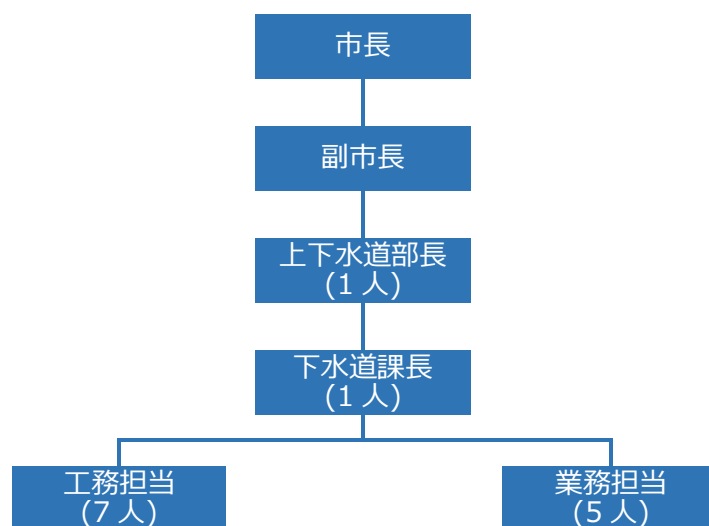 市長
副市長
上下水道部長
(1 人)
下水道課長
(1 人)
工務担当
(7 人)
業務担当
(5 人)